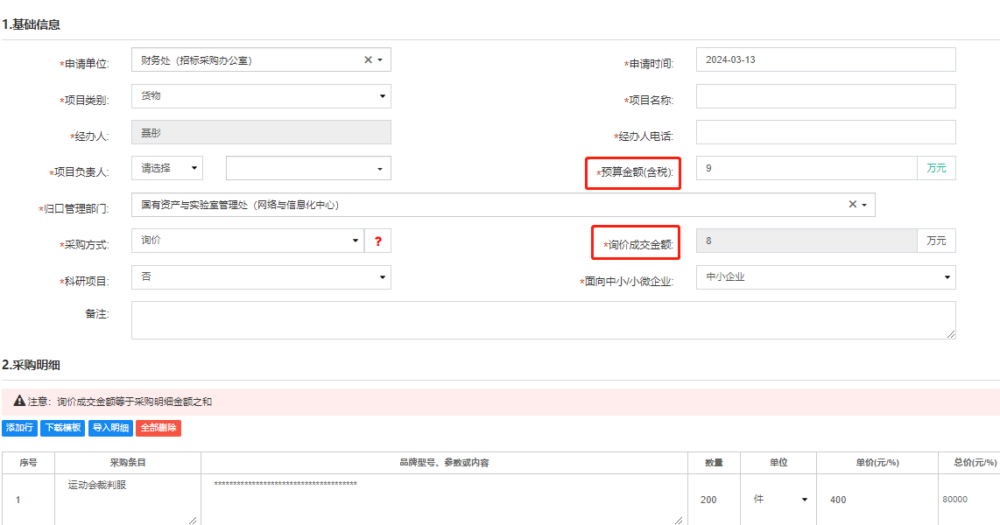 1.基础信息
*申请单位: 财务处（招标采购办公室） *申请时间: 2024-03-13
*项目类别: 货物 *项目名称:
*经办人: 聂彤 *经办人电话:
*项目负责人: 请选择 *预算金额(含税): 9 万元
*归口管理部门: 国有资产与实验室管理处（网络与信息化中心）
*采购方式: 询价 ? *询价成交金额: 8 万元
*科研项目: 否 *面向中小/小微企业: 中小企业
备注:
2.采购明细
注意: 询价成交金额等于采购明细金额之和
添加行 下载模板 导入明细 全部删除
序号 采购条目 品牌型号、参数或内容 数量 单位 单价(元/%) 总价(元/%)
1 运动会裁判服 ************************************** 200 件 400 80000